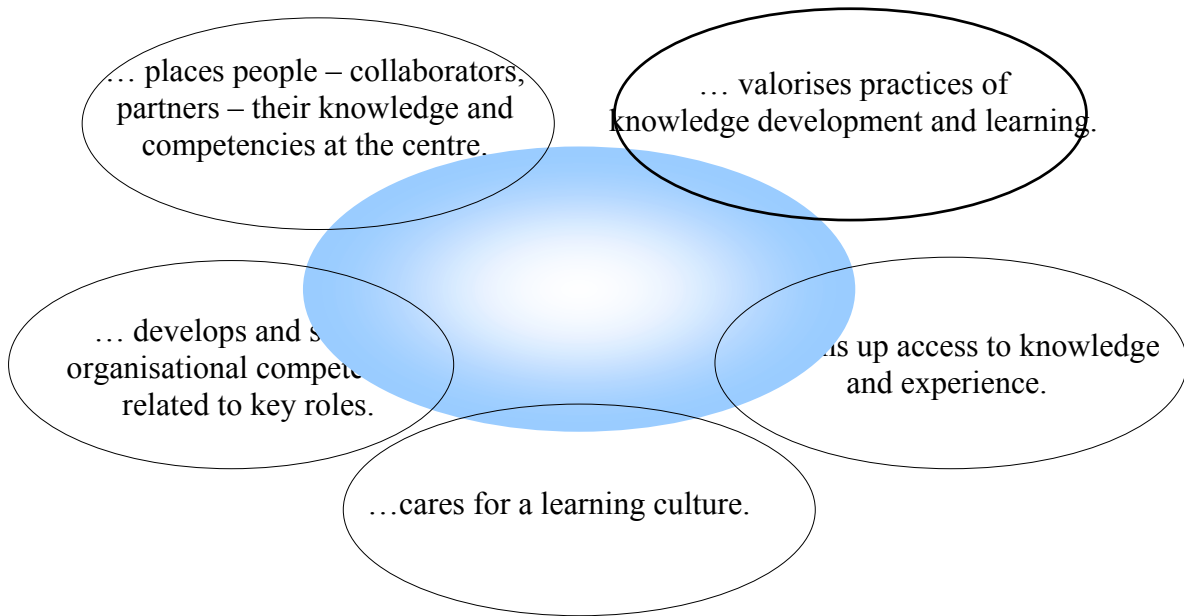 … places people – collaborators,
partners – their knowledge and
competencies at the centre.
… valorises practices of
knowledge development and learning.
… develops and
organisational
related to key roles.
up access to knowledge
and experience.
…cares for a learning culture.